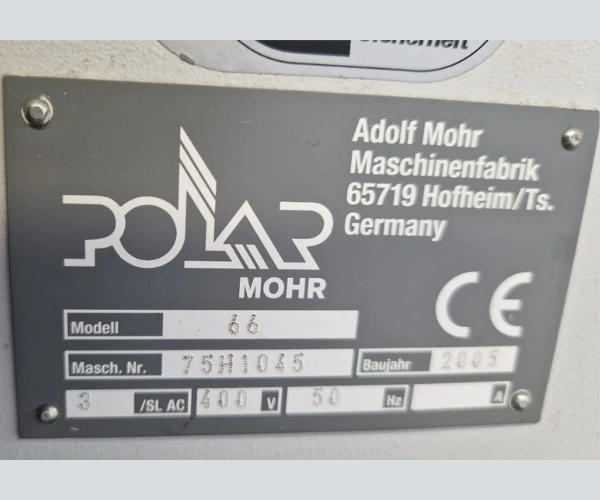 Sicherheit
Adolf Mohr
Maschinenfabrik
65719 Hofheim/Ts.
Germany
POLAR
MOHR
CE
Modell 66
Masch. Nr. 75H1045 Baujahr 2005
3 /SL AC 400 V 50 Hz A